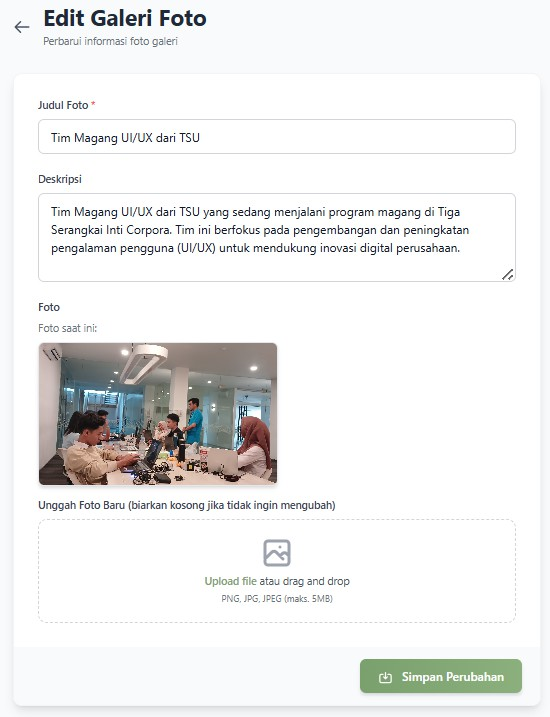 Edit Galeri Foto
Perbarui informasi foto galeri
Judul Foto *
Tim Magang UI/UX dari TSU
Deskripsi
Tim Magang UI/UX dari TSU yang sedang menjalani program magang di Tiga
Serangkai Inti Corpora. Tim ini berfokus pada pengembangan dan peningkatan
pengalaman pengguna (UI/UX) untuk mendukung inovasi digital perusahaan.
Foto
Foto saat ini:
Unggah Foto Baru (biarkan kosong jika tidak ingin mengubah)
Upload file atau drag and drop
PNG, JPG, JPEG (maks. 5MB)
Simpan Perubahan